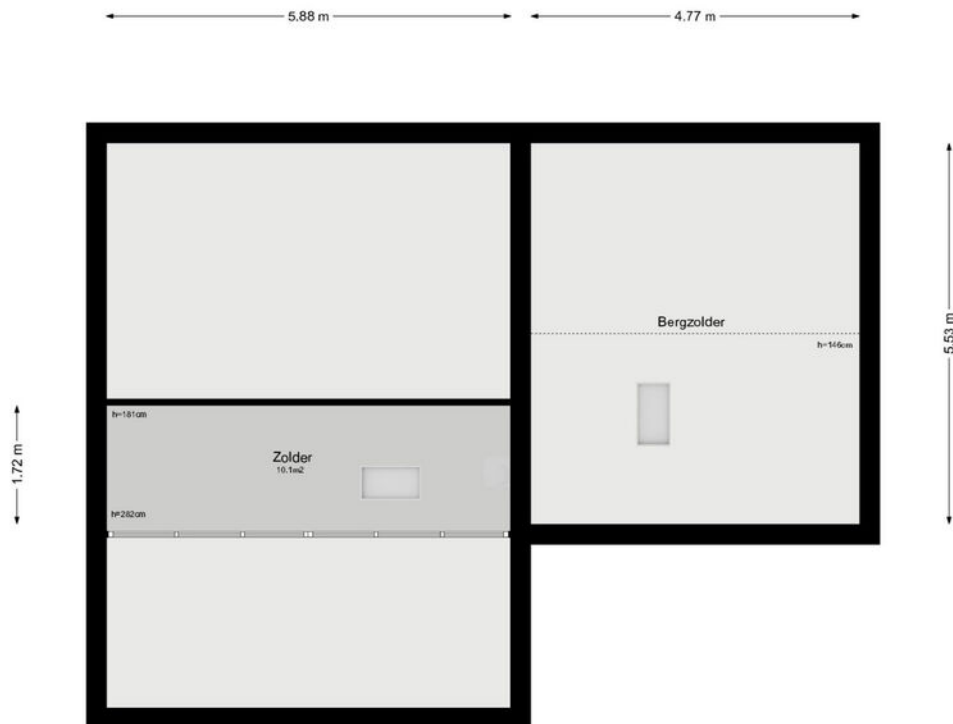 5.88 m
4.77 m
Bergzolder
h=146cm
5.53 m
h=181cm
1.72 m
Zolder
10.1m2
h=282cm